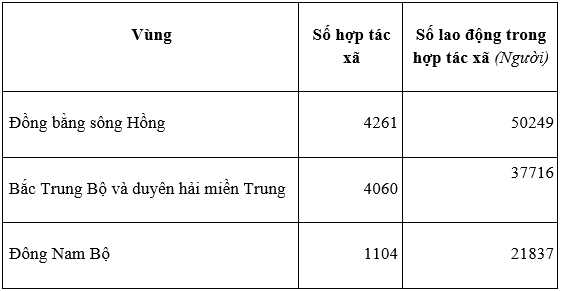 Vùng
Số hợp tác
xã
Số lao động trong
hợp tác xã (Người)
Đồng bằng sông Hồng
4261
50249
Bắc Trung Bộ và duyên hải miền Trung
4060
37716
Đông Nam Bộ
1104
21837